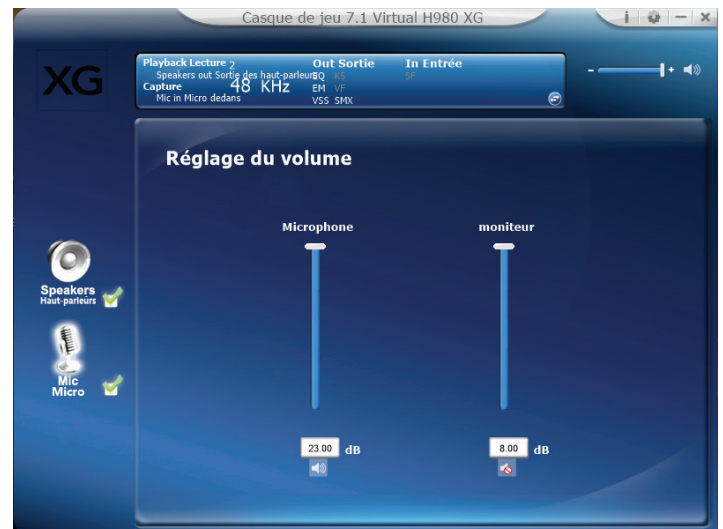 Casque de jeu 7.1 Virtual H980 XG
i
XG
Playback Lecture 2 Out Sortie In Entrée
Speakers out Sortie des haut-parleurs EQ KS SF
Capture 48 KHz EM VF
Mic in Micro dedans VSS SMX
- +
Réglage du volume
Microphone moniteur
Speakers
Haut-parleurs
Mic
Micro
23.00 dB 8.00 dB